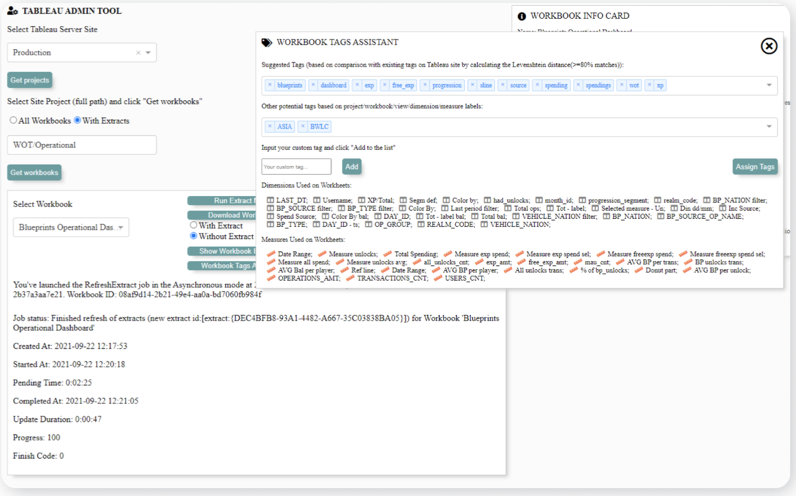 TABLEAU ADMIN TOOL
Select Tableau Server Site
Production
Get projects
Select Site Project (full path) and click "Get workbooks"
All Workbooks With Extracts
WOT/Operational
Get workbooks
Select Workbook
Blueprints Operational Das...
Run Extract
Download Wor
With Extract
Without Extract
Show Workbook
Workbook Tags A
You've launched the RefreshExtract job in the Asynchronous mode at
2b37a3aa7e21. Workbook ID: 08af9d14-2b21-49e4-aa0a-bd7060fb984f
Job status: Finished refresh of extracts (new extract id:[extract:{DEC4BFB8-93A1-4482-A667-35C03838BA05}]) for Workbook 'Blueprints
Operational Dashboard'
Created At: 2021-09-22 12:17:53
Started At: 2021-09-22 12:20:18
Pending Time: 0:02:25
Completed At: 2021-09-22 12:21:05
Update Duration: 0:00:47
Progress: 100
Finish Code: 0
WORKBOOK INFO CARD
WORKBOOK TAGS ASSISTANT
Suggested Tags (based on comparison with existing tags on Tableau site by calculating the Levenshtein distance(>=80% matches)):
× blueprints × dashboard × exp × free_exp × progression × sline × source × spending × spendings × wot × xp
Other potential tags based on project/workbook/view/dimension/measure labels:
× ASIA × BWLC
Input your custom tag and click "Add to the list"
Your custom tag...
Add
Assign Tags
Dimensions Used on Worksheets:
LAST_DT; Username; XP/Total; Segm def; Color by; had_unlocks; month_id; progression_segment; realm_code; BP_NATION filter;
BP_SOURCE filter; BP_TYPE filter; Color By; Last period filter; Total ops; Tot - label; Selected measure - Us; Din dd/mm; Inc Source;
Spend Source; Color By bal; DAY_ID; Tot - label bal; Total bal; VEHICLE_NATION filter; BP_NATION; BP_SOURCE_OP_NAME;
BP_TYPE; DAY_ID - ts; OP_GROUP; REALM_CODE; VEHICLE_NATION;
Measures Used on Worksheets:
Date Range; Measure unlocks; Total Spending; Measure exp spend; Measure exp spend sel; Measure freeexp spend; Measure freeexp spend sel;
Measure all spend; Measure unlocks avg; all_unlocks_cnt; exp_amt; free_exp_amt; mau_cnt; AVG BP per trans; BP unlocks trans;
AVG Bal per player; Ref line; Date Range; AVG BP per player; All unlocks trans; % of bp_unlocks; Donut part; AVG BP per unlock;
OPERATIONS_AMT; TRANSACTIONS_CNT; USERS_CNT;